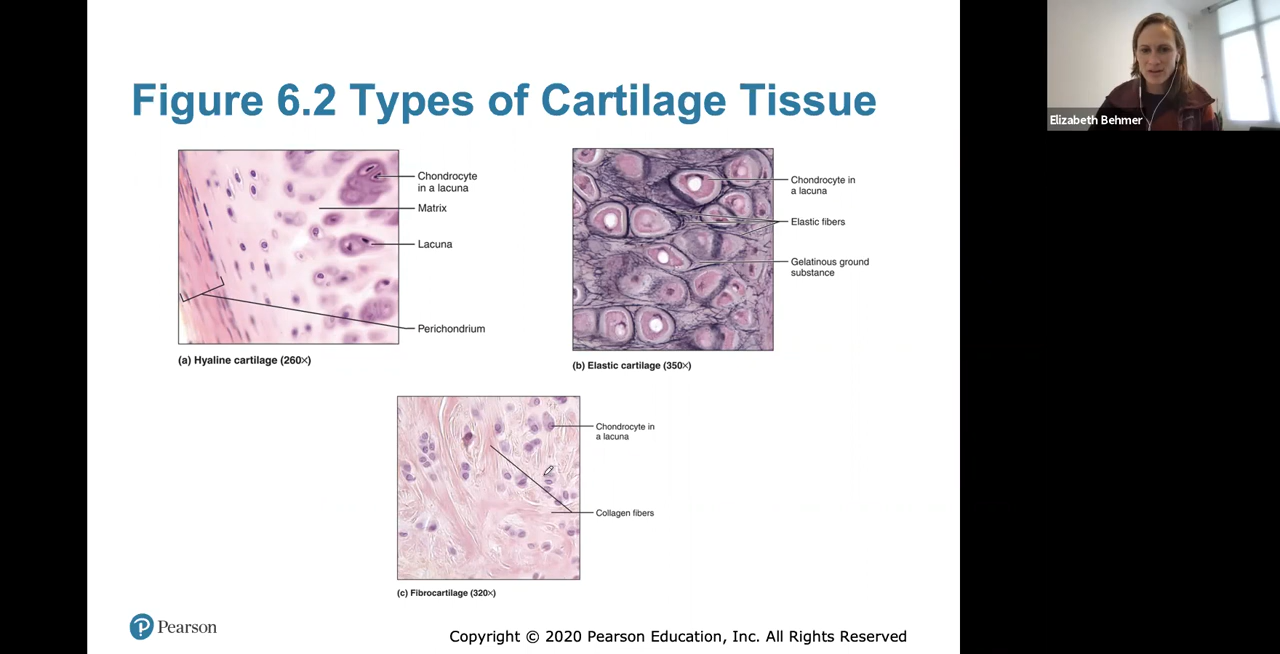 Figure 6.2 Types of Cartilage Tissue
Elizabeth Behmer
Chondrocyte
in a lacuna
Matrix
Lacuna
Perichondrium
(a) Hyaline cartilage (260×)
Chondrocyte in
a lacuna
Elastic fibers
Gelatinous ground
substance
(b) Elastic cartilage (350×)
Chondrocyte in
a lacuna
Collagen fibers
(c) Fibrocartilage (320×)
Pearson
Copyright © 2020 Pearson Education, Inc. All Rights Reserved